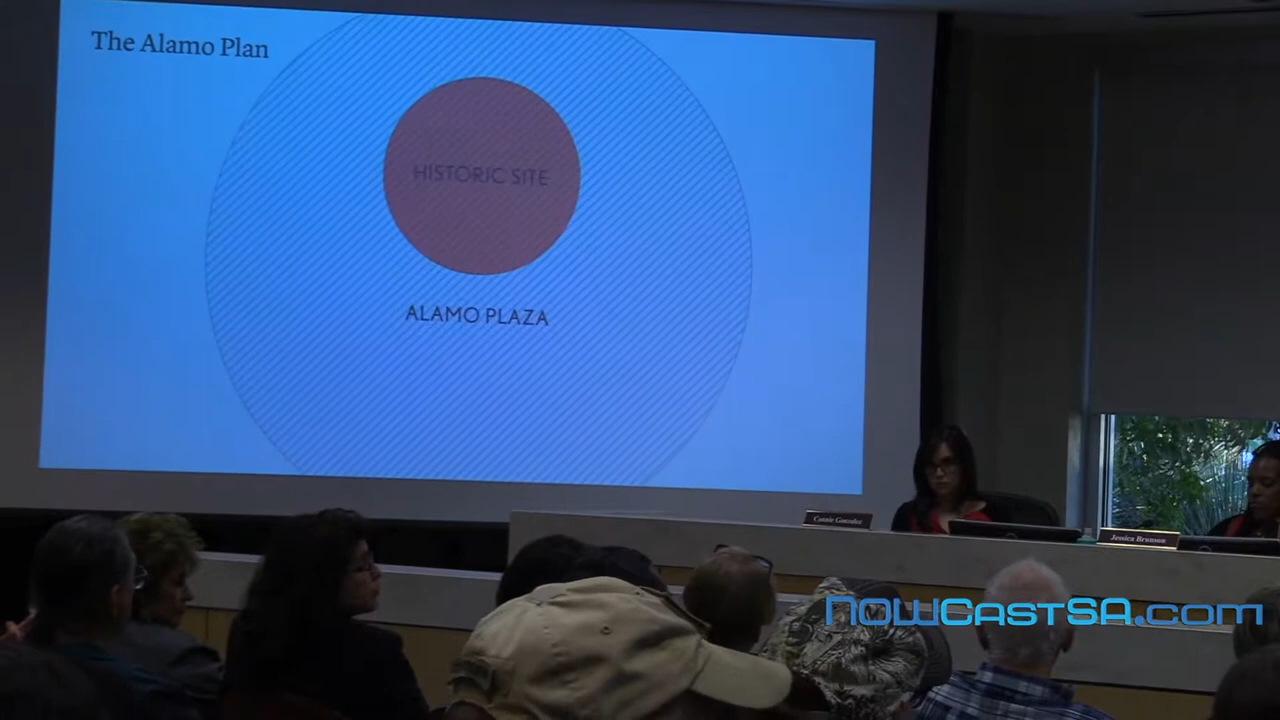 The Alamo Plan
HISTORIC SITE
ALAMO PLAZA
Connie Gonzalez
Jessica Brunson
NOWCastSA.com